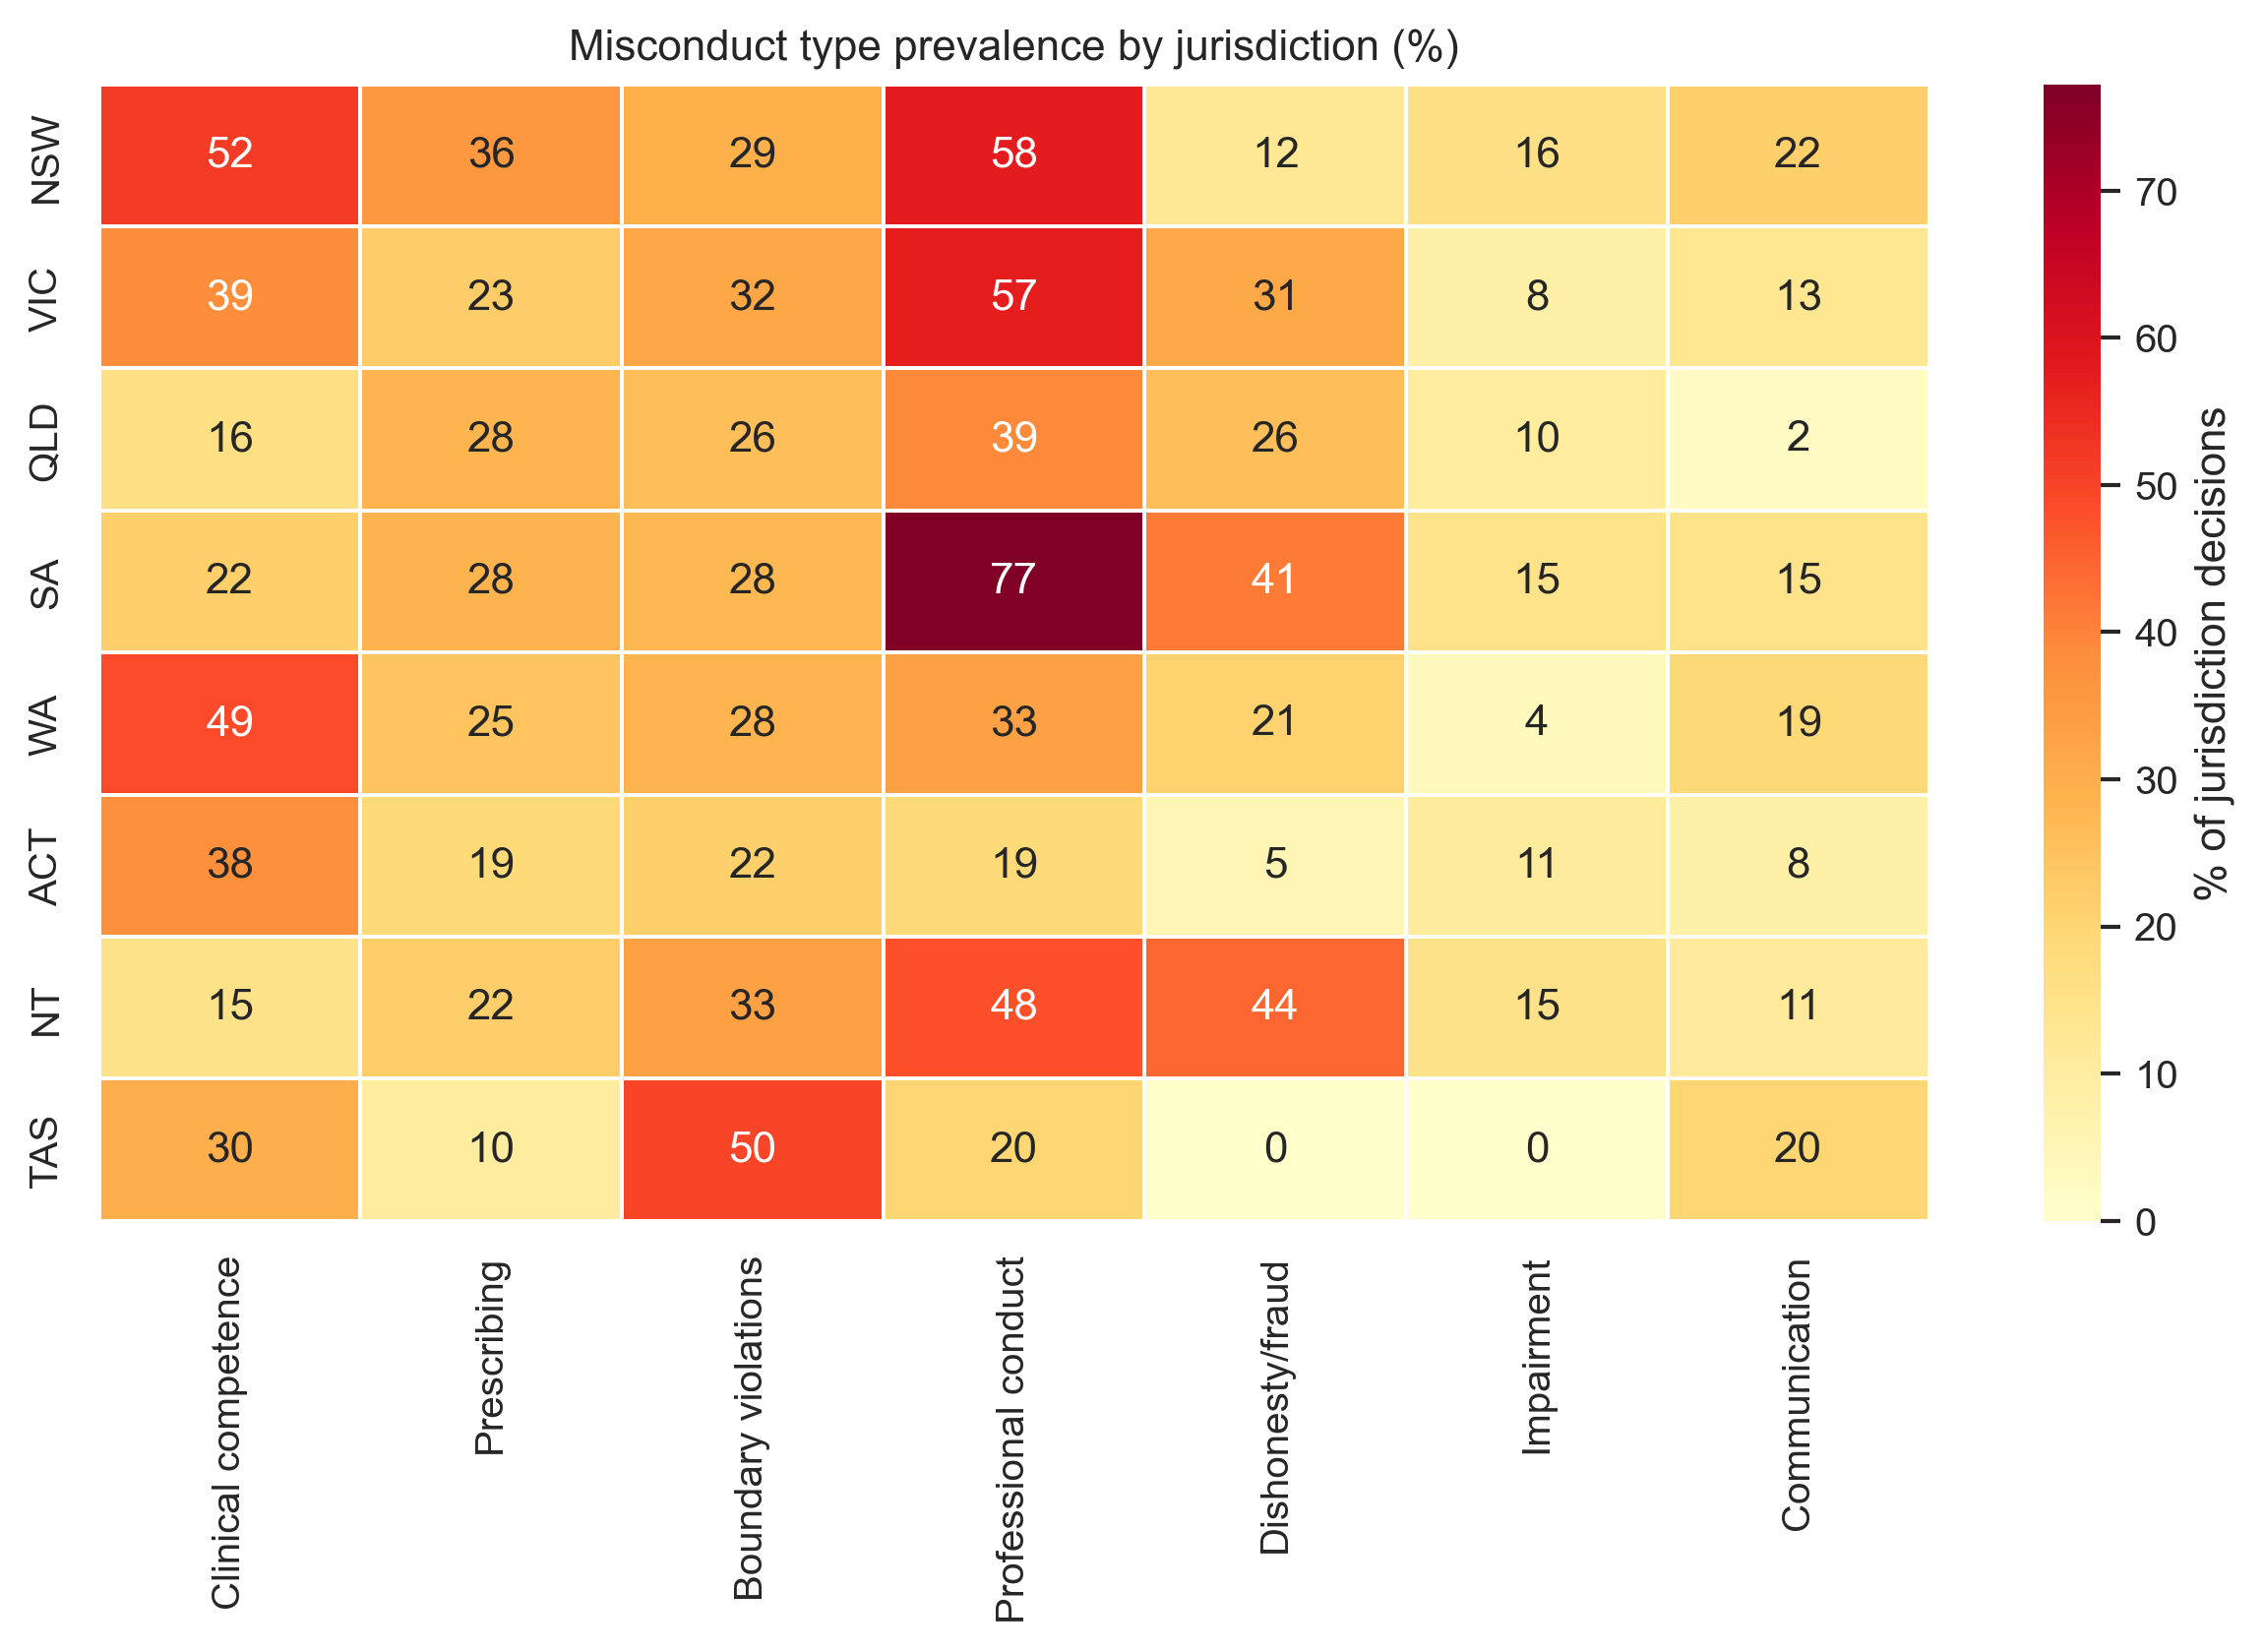 Misconduct type prevalence by jurisdiction (%)
NSW 52 36 29 58 12 16 22
VIC 39 23 32 57 31 8 13
QLD 16 28 26 39 26 10 2
SA 22 28 28 77 41 15 15
WA 49 25 28 33 21 4 19
ACT 38 19 22 19 5 11 8
NT 15 22 33 48 44 15 11
TAS 30 10 50 20 0 0 20
Clinical competence
Prescribing
Boundary violations
Professional conduct
Dishonesty/fraud
Impairment
Communication
70
60
50
40
30
20
10
0
% of jurisdiction decisions